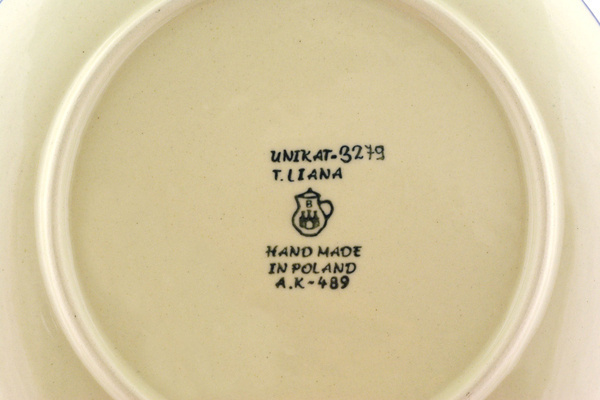 UNIKAT-3279
T. LIANA
B
HAND MADE
IN POLAND
A.K-489